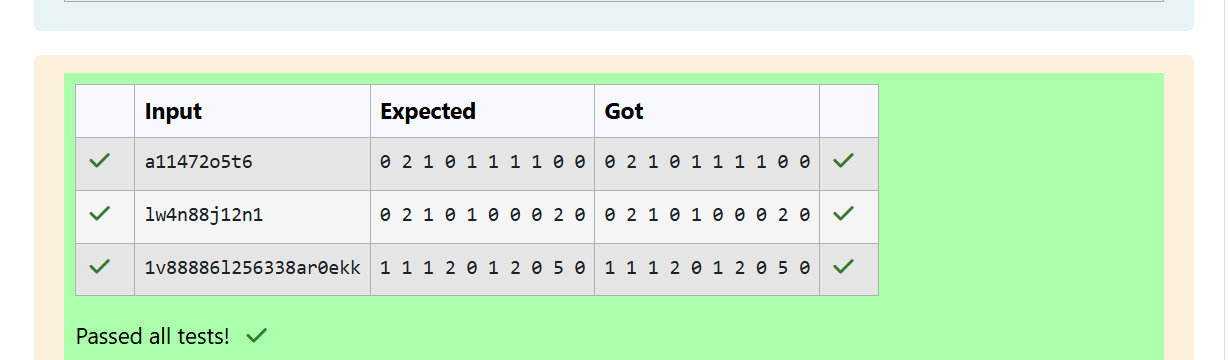 Input Expected Got
a11472o5t6 0 2 1 0 1 1 1 1 0 0 0 2 1 0 1 1 1 1 0 0
lw4n88j12n1 0 2 1 0 1 0 0 0 2 0 0 2 1 0 1 0 0 0 2 0
1v88886l256338ar0ekk 1 1 1 2 0 1 2 0 5 0 1 1 1 2 0 1 2 0 5 0
Passed all tests!